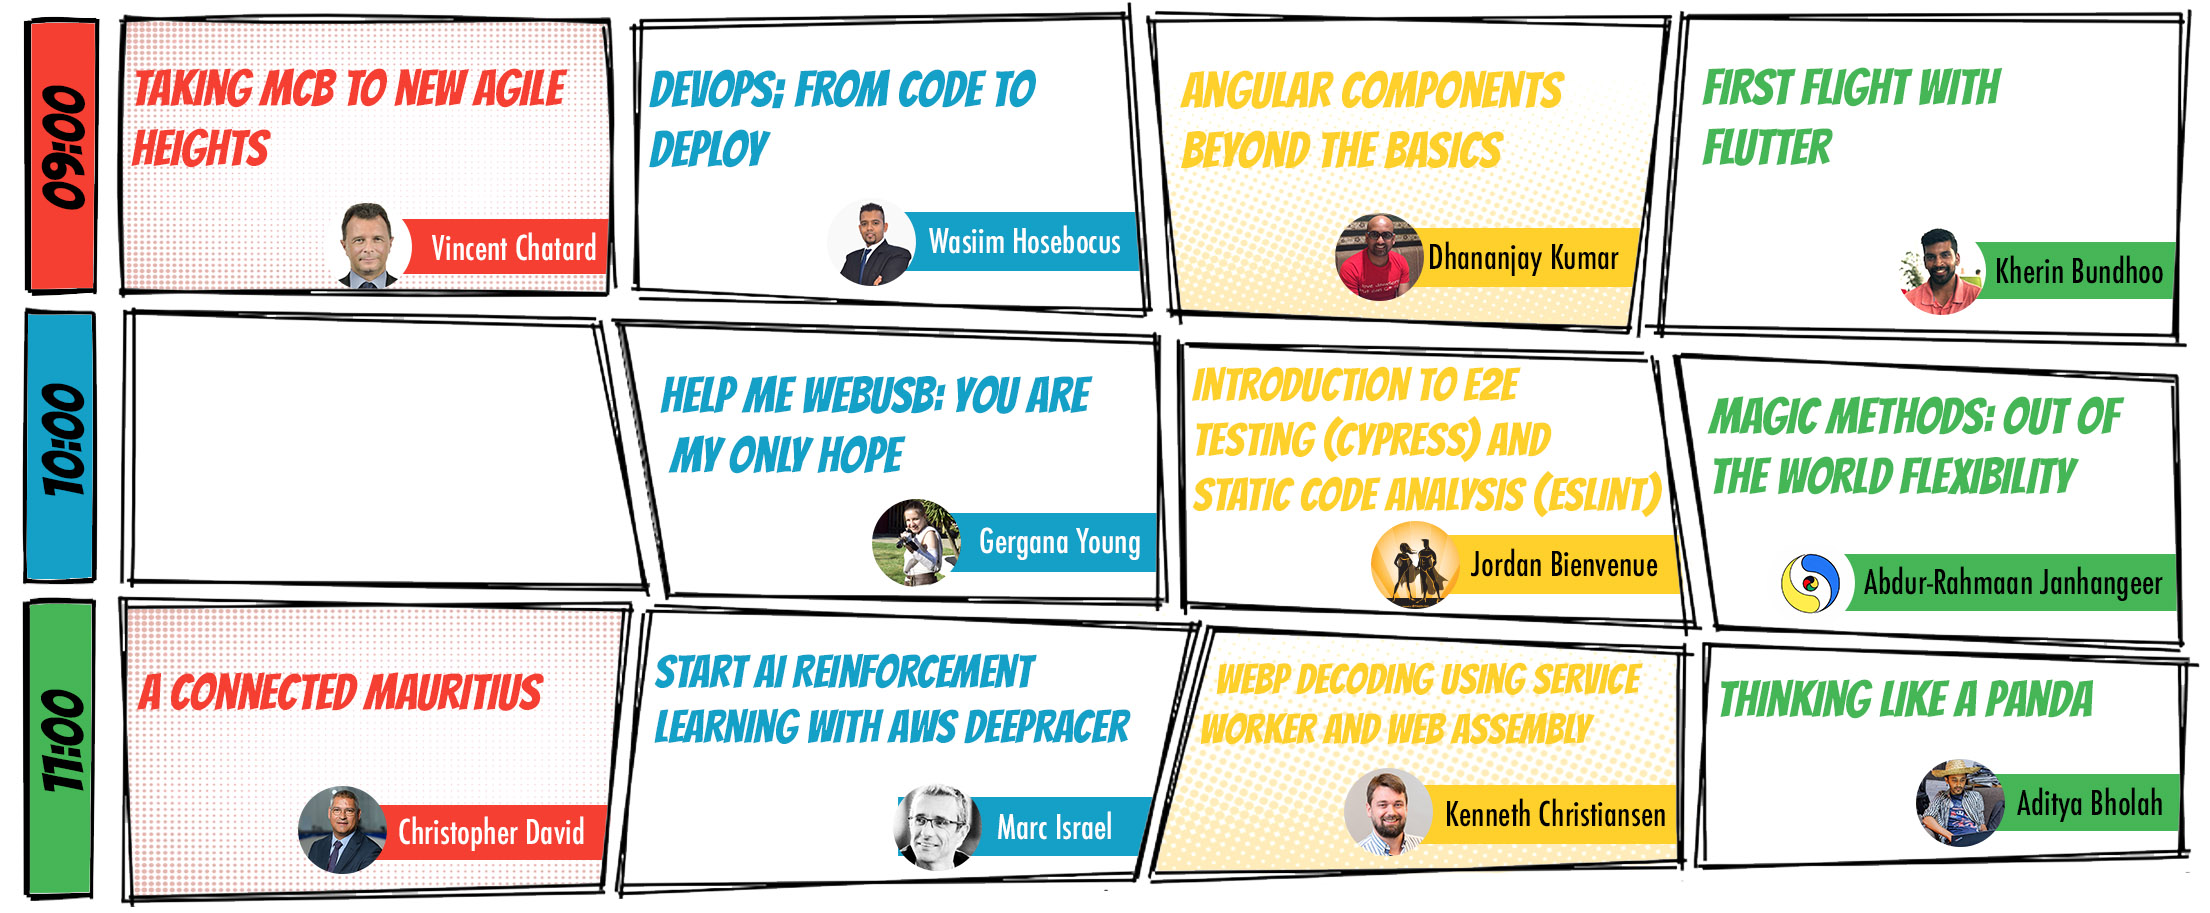 09:00
TAKING MCB TO NEW AGILE
HEIGHTS
Vincent Chatard
DEVOPS: FROM CODE TO
DEPLOY
Wasiim Hosebocus
ANGULAR COMPONENTS
BEYOND THE BASICS
Dhananjay Kumar
FIRST FLIGHT WITH
FLUTTER
Kherin Bundhoo
10:00
HELP ME WEBUSB: YOU ARE
MY ONLY HOPE
Gergana Young
INTRODUCTION TO E2E
TESTING (CYPRESS) AND
STATIC CODE ANALYSIS (ESLINT)
Jordan Bienvenue
MAGIC METHODS: OUT OF
THE WORLD FLEXIBILITY
Abdur-Rahmaan Janhangeer
11:00
A CONNECTED MAURITIUS
Christopher David
START AI REINFORCEMENT
LEARNING WITH AWS DEEPRACER
Marc Israel
WEBP DECODING USING SERVICE
WORKER AND WEB ASSEMBLY
Kenneth Christiansen
THINKING LIKE A PANDA
Aditya Bholah